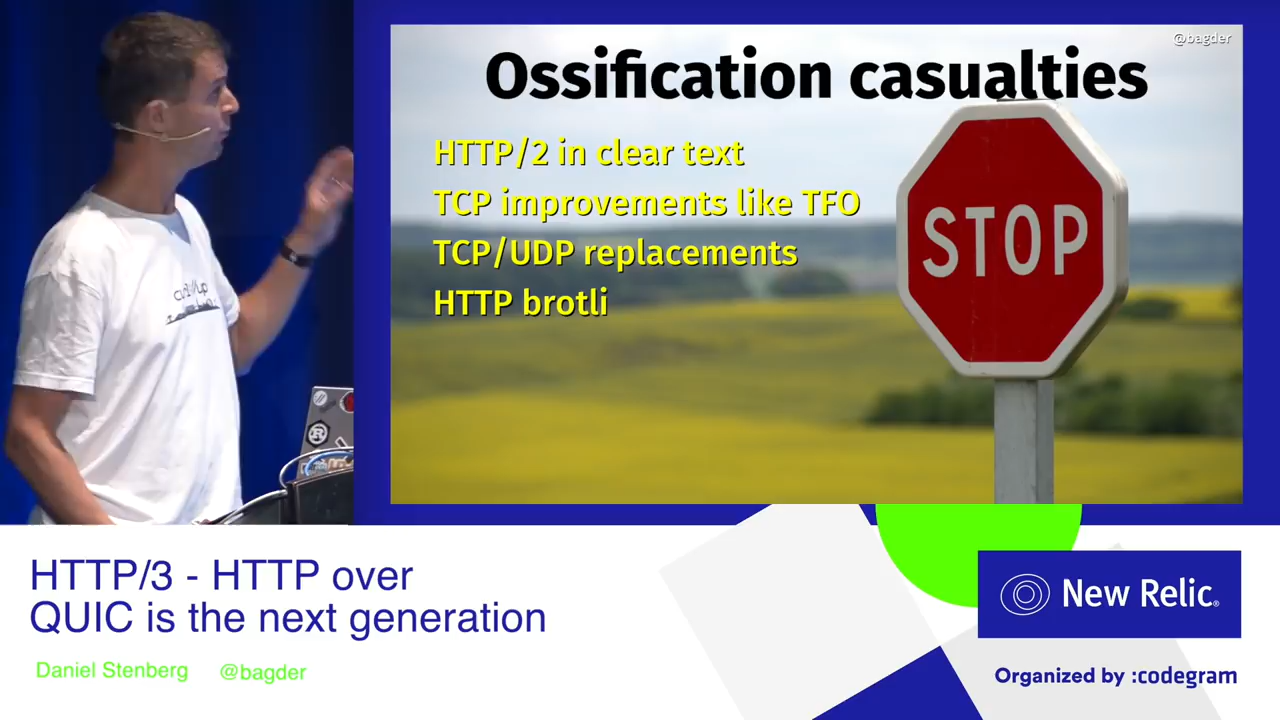 @bagder
Ossification casualties
HTTP/2 in clear text
TCP improvements like TFO
TCP/UDP replacements
HTTP brotli
STOP
HTTP/3 - HTTP over
QUIC is the next generation
Daniel Stenberg @bagder
New Relic®
Organized by :codegram